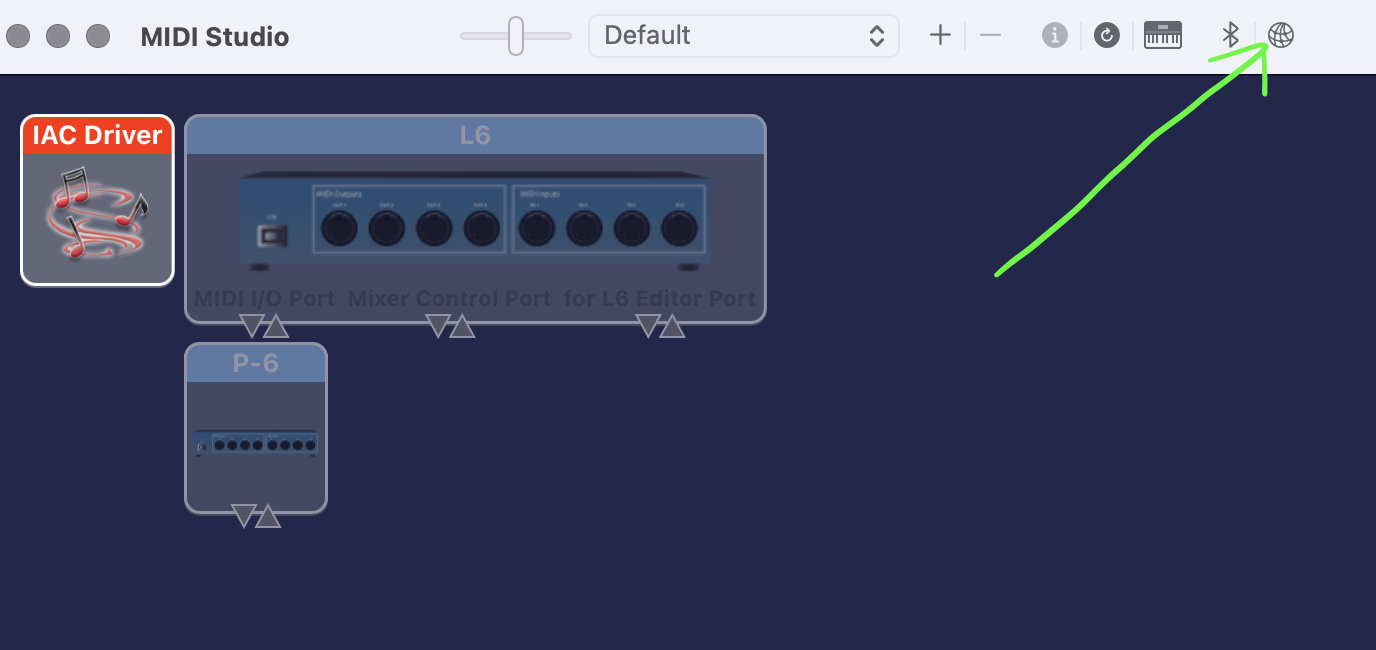 MIDI Studio
Default
IAC Driver
L6
MIDI Outputs
MIDI Inputs
MIDI I/O Port Mixer Control Port for L6 Editor Port
P-6